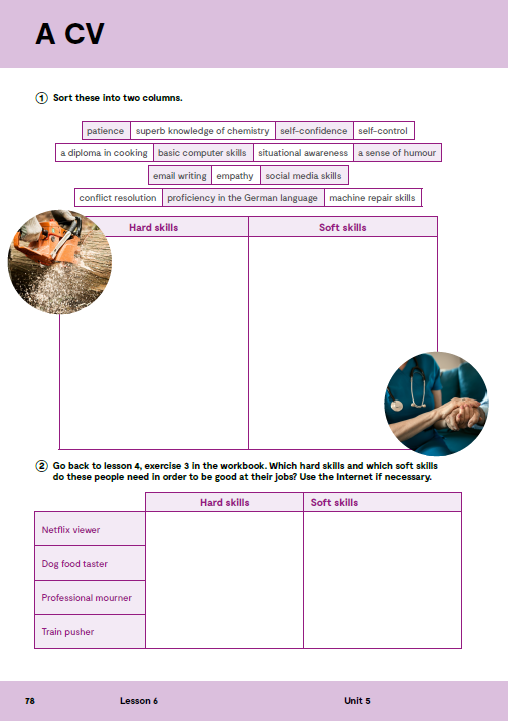 A CV
1 Sort these into two columns.
patience superb knowledge of chemistry self-confidence self-control
a diploma in cooking basic computer skills situational awareness a sense of humour
email writing empathy social media skills
conflict resolution proficiency in the German language machine repair skills
Hard skills Soft skills
2 Go back to lesson 4, exercise 3 in the workbook. Which hard skills and which soft skills
do these people need in order to be good at their jobs? Use the Internet if necessary.
Hard skills Soft skills
Netflix viewer
Dog food taster
Professional mourner
Train pusher
78 Lesson 6 Unit 5